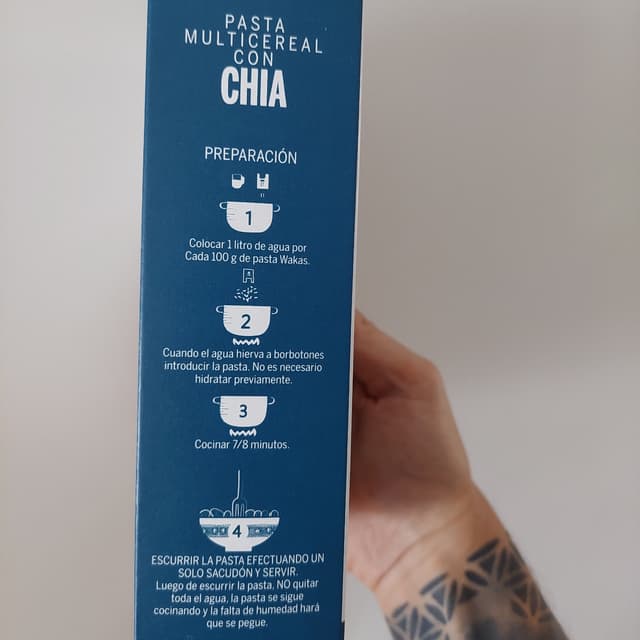 PASTA
MULTICEREAL
CON
CHIA
PREPARACIÓN
1
Colocar 1 litro de agua por
Cada 100 g de pasta Wakas.
2
Cuando el agua hierva a borbotones
introducir la pasta. No es necesario
hidratar previamente.
3
Cocinar 7/8 minutos.
4
ESCURRIR LA PASTA EFECTUANDO UN
SOLO SACUDÓN Y SERVIR.
Luego de escurrir la pasta, NO quitar
toda el agua, la pasta se sigue
cocinando y la falta de humedad hará
que se pegue.